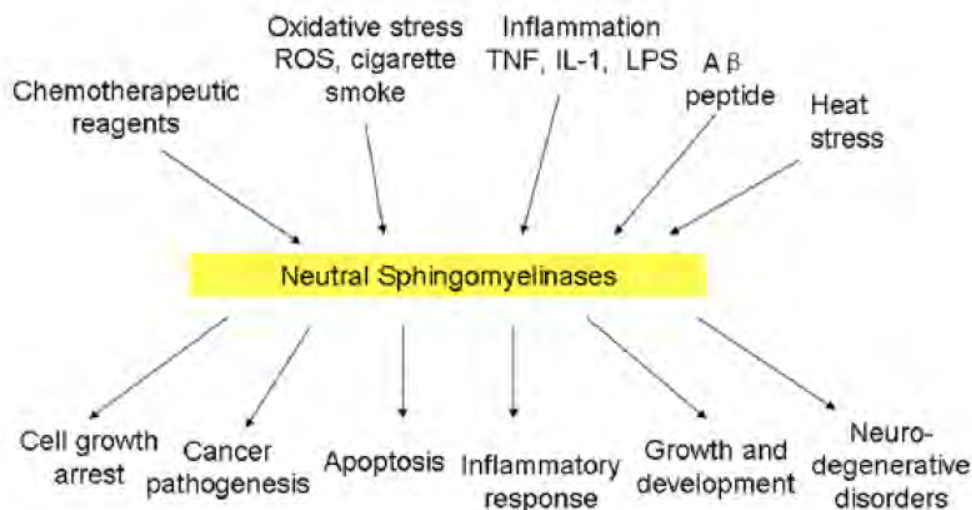 Chemotherapeutic
reagents
Oxidative stress
ROS, cigarette
smoke
Inflammation
TNF, IL-1, LPS
Aβ
peptide
Heat
stress
Neutral Sphingomyelinases
Cell growth
arrest
Cancer
pathogenesis
Apoptosis
Inflammatory
response
Growth and
development
Neuro-
degenerative
disorders